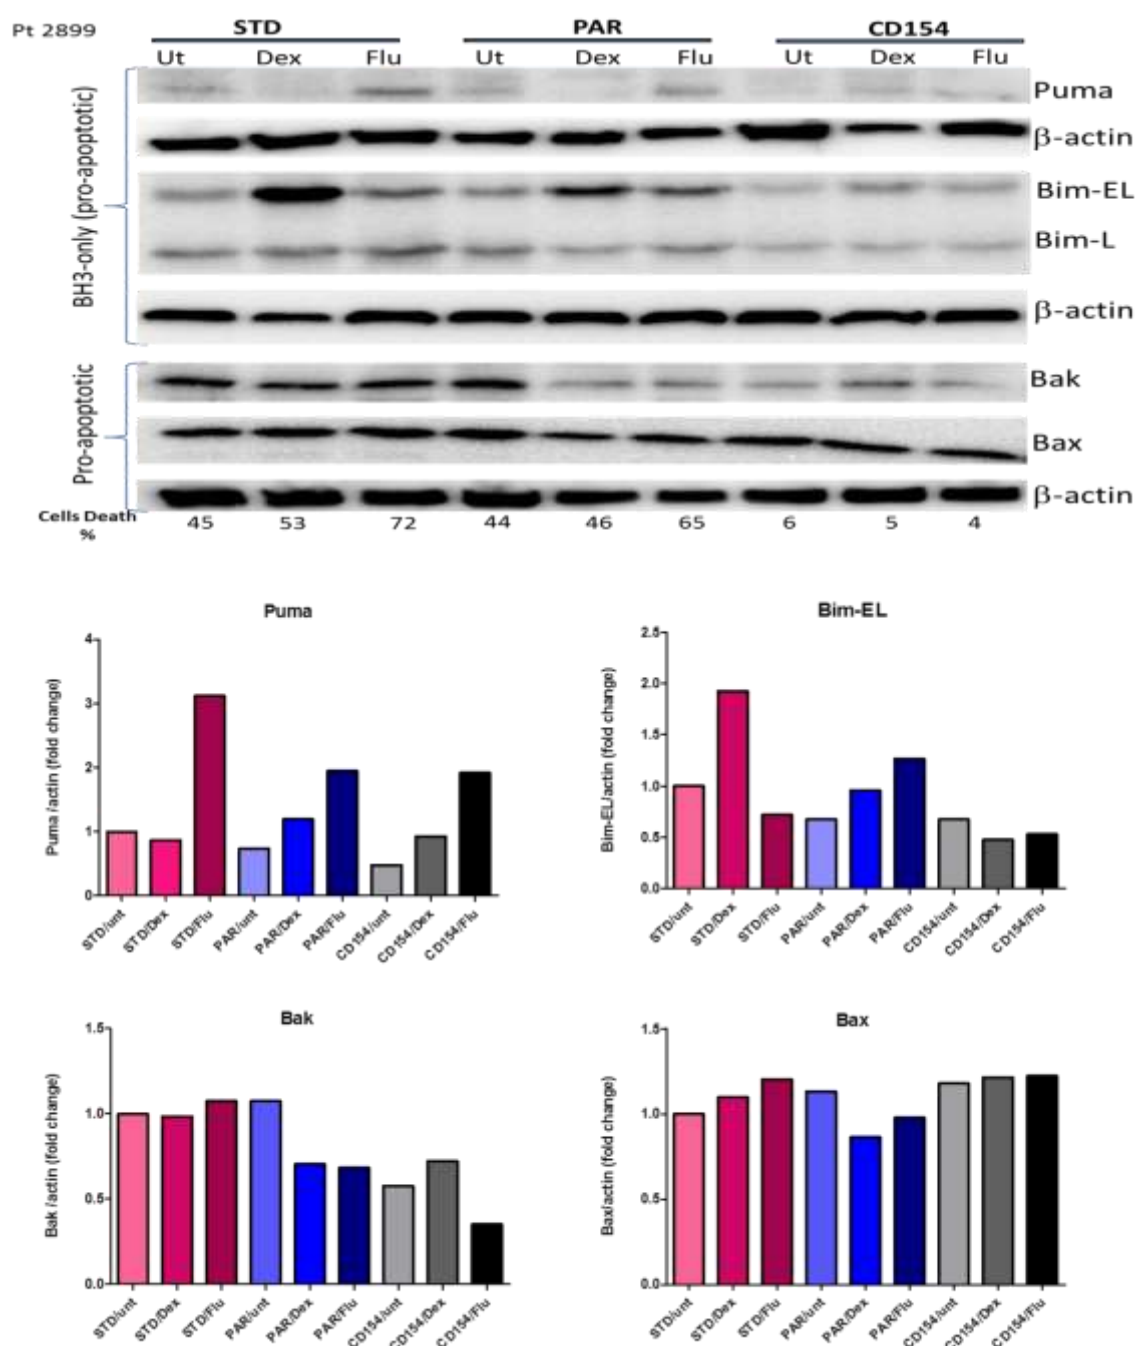 Pt 2899
STD PAR CD154
Ut Dex Flu Ut Dex Flu Ut Dex Flu
BH3-only (pro-apoptotic)
Puma
β-actin
Bim-EL
Bim-L
β-actin
Pro-apoptotic
Bak
Bax
β-actin
Cells Death
%
45 53 72 44 46 65 6 5 4
Puma
Puma /actin (fold change)
4
3
2
1
0
STD/unt STD/Dex STD/Flu PAR/unt PAR/Dex PAR/Flu CD154/unt CD154/Dex CD154/Flu
Bim-EL
Bim-EL/actin (fold change)
2.5
2.0
1.5
1.0
0.5
0.0
STD/unt STD/Dex STD/Flu PAR/unt PAR/Dex PAR/Flu CD154/unt CD154/Dex CD154/Flu
Bak
Bak /actin (fold change)
1.5
1.0
0.5
0.0
STD/unt STD/Dex STD/Flu PAR/unt PAR/Dex PAR/Flu CD154/unt CD154/Dex CD154/Flu
Bax
Bax/actin (fold change)
1.5
1.0
0.5
0.0
STD/unt STD/Dex STD/Flu PAR/unt PAR/Dex PAR/Flu CD154/unt CD154/Dex CD154/Flu